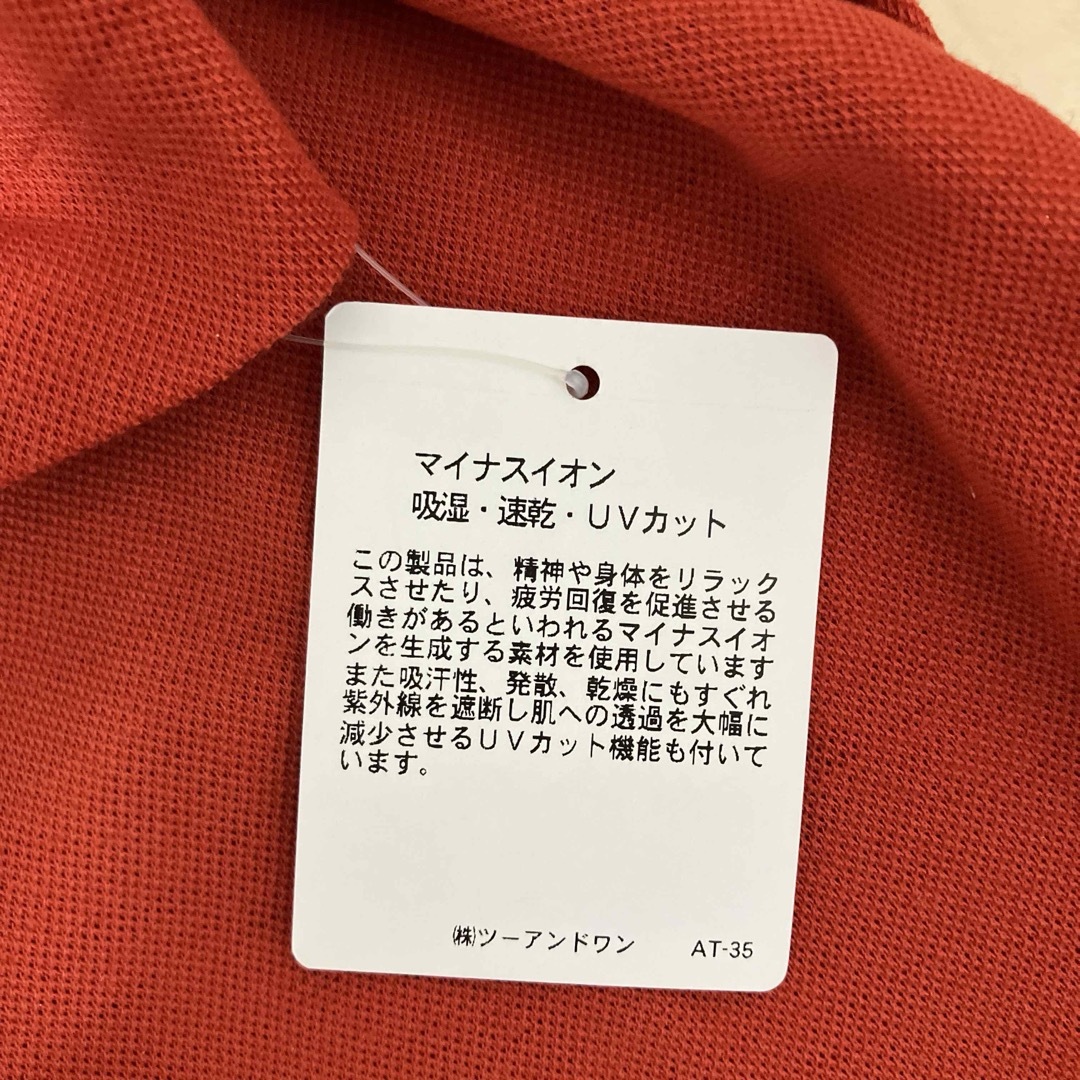 マイナスイオン
吸湿・速乾・UVカット
この製品は、精神や身体をリラック
スさせたり、疲労回復を促進させる
働きがあるといわれるマイナスイオ
ンを生成する素材を使用しています
また吸汗性、発散、乾燥にもすぐれ
紫外線を遮断し肌への透過を大幅に
減少させるUVカット機能も付いて
います。
㈱ツーアンドワン AT-35